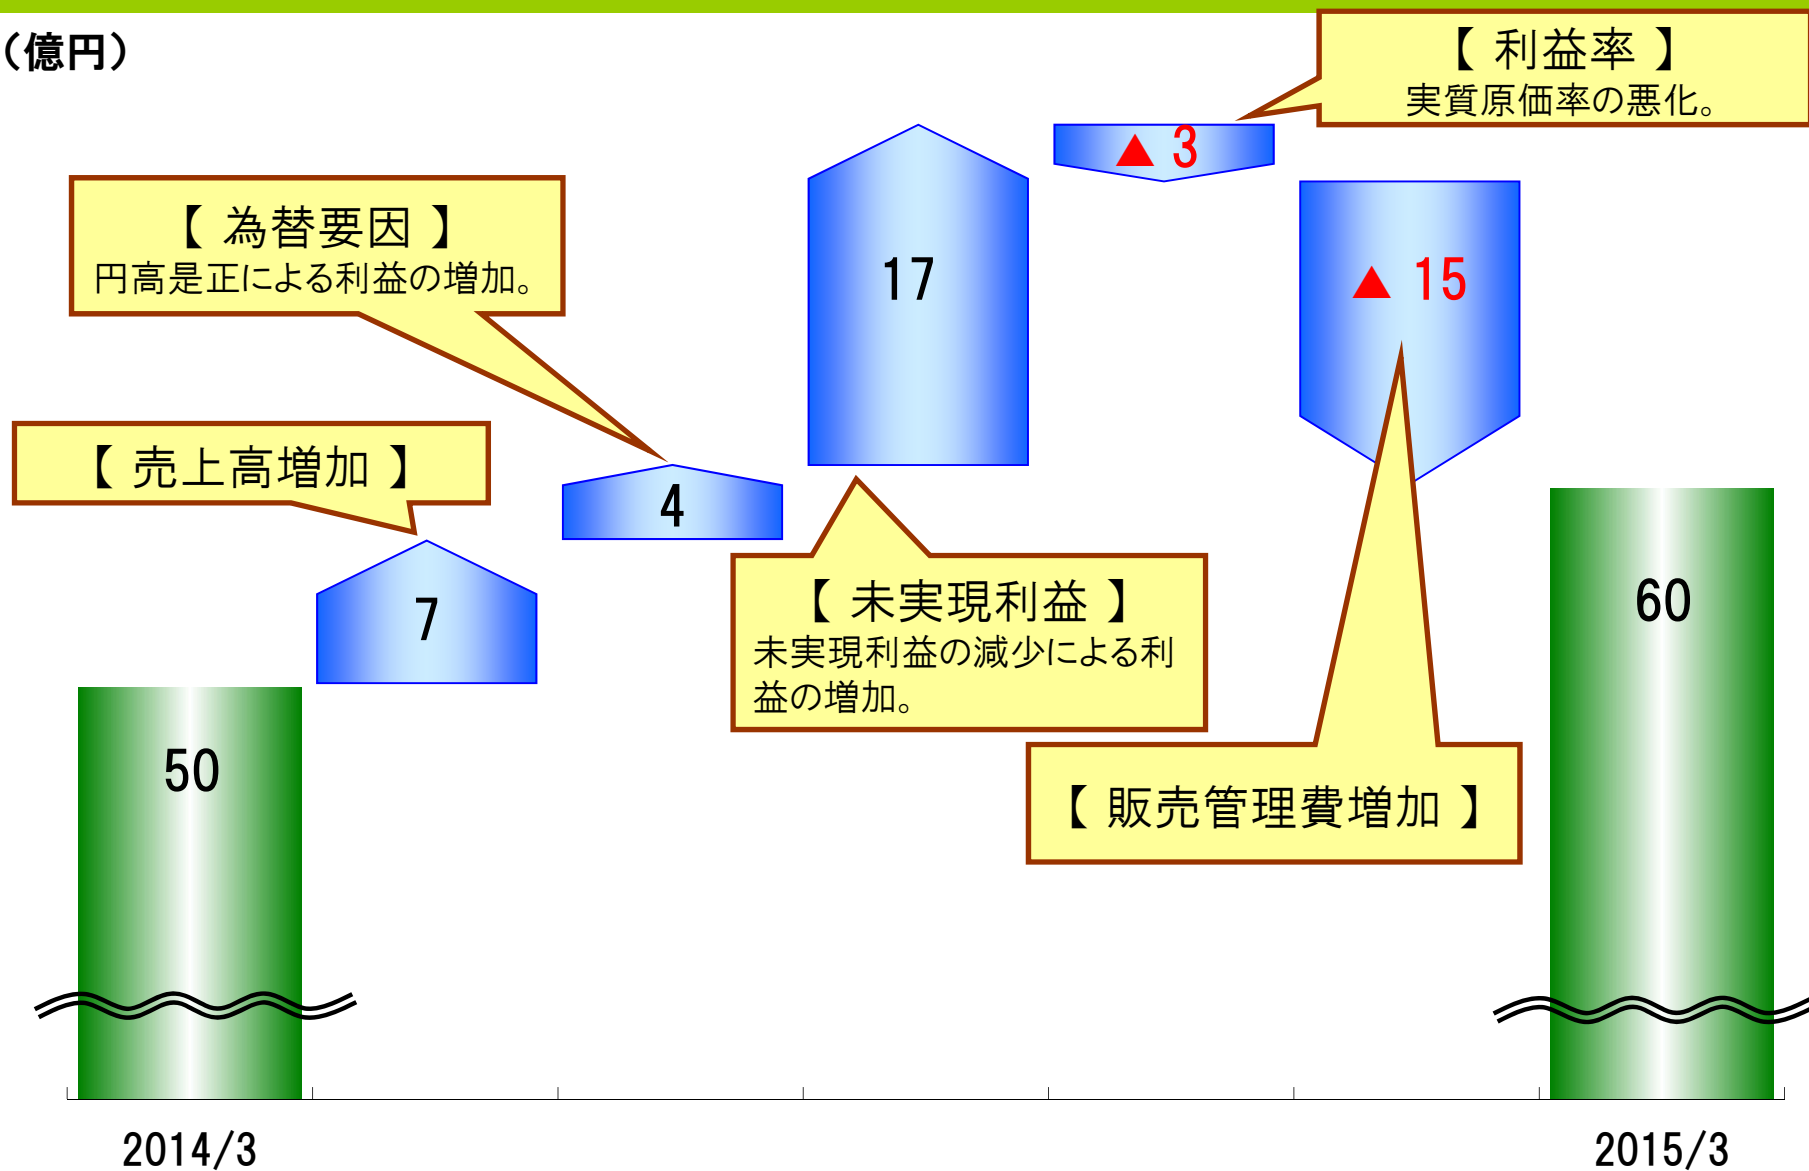 （億円）
【 利益率 】
実質原価率の悪化。
▲ 3
【 為替要因 】
円高是正による利益の増加。
17
▲ 15
【 売上高増加 】
4
7
【 未実現利益 】
未実現利益の減少による利
益の増加。
60
50
【 販売管理費増加 】
2014/3
2015/3